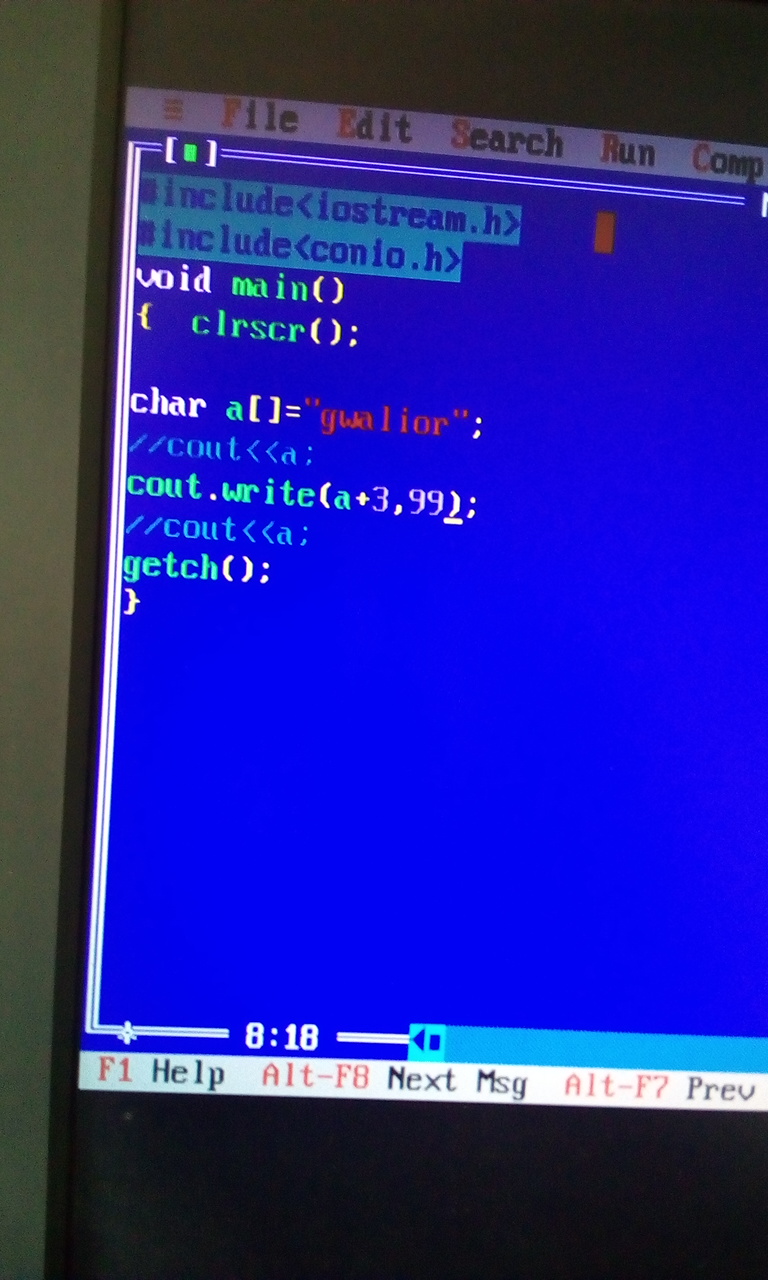 ≡ File Edit Search Run Comp
[■]
#include<iostream.h>
#include<conio.h>
void main()
{ clrscr();
char a[]="gwalior";
//cout<<a;
cout.write(a+3,99);
//cout<<a;
getch();
}
8:18
F1 Help Alt-F8 Next Msg Alt-F7 Prev